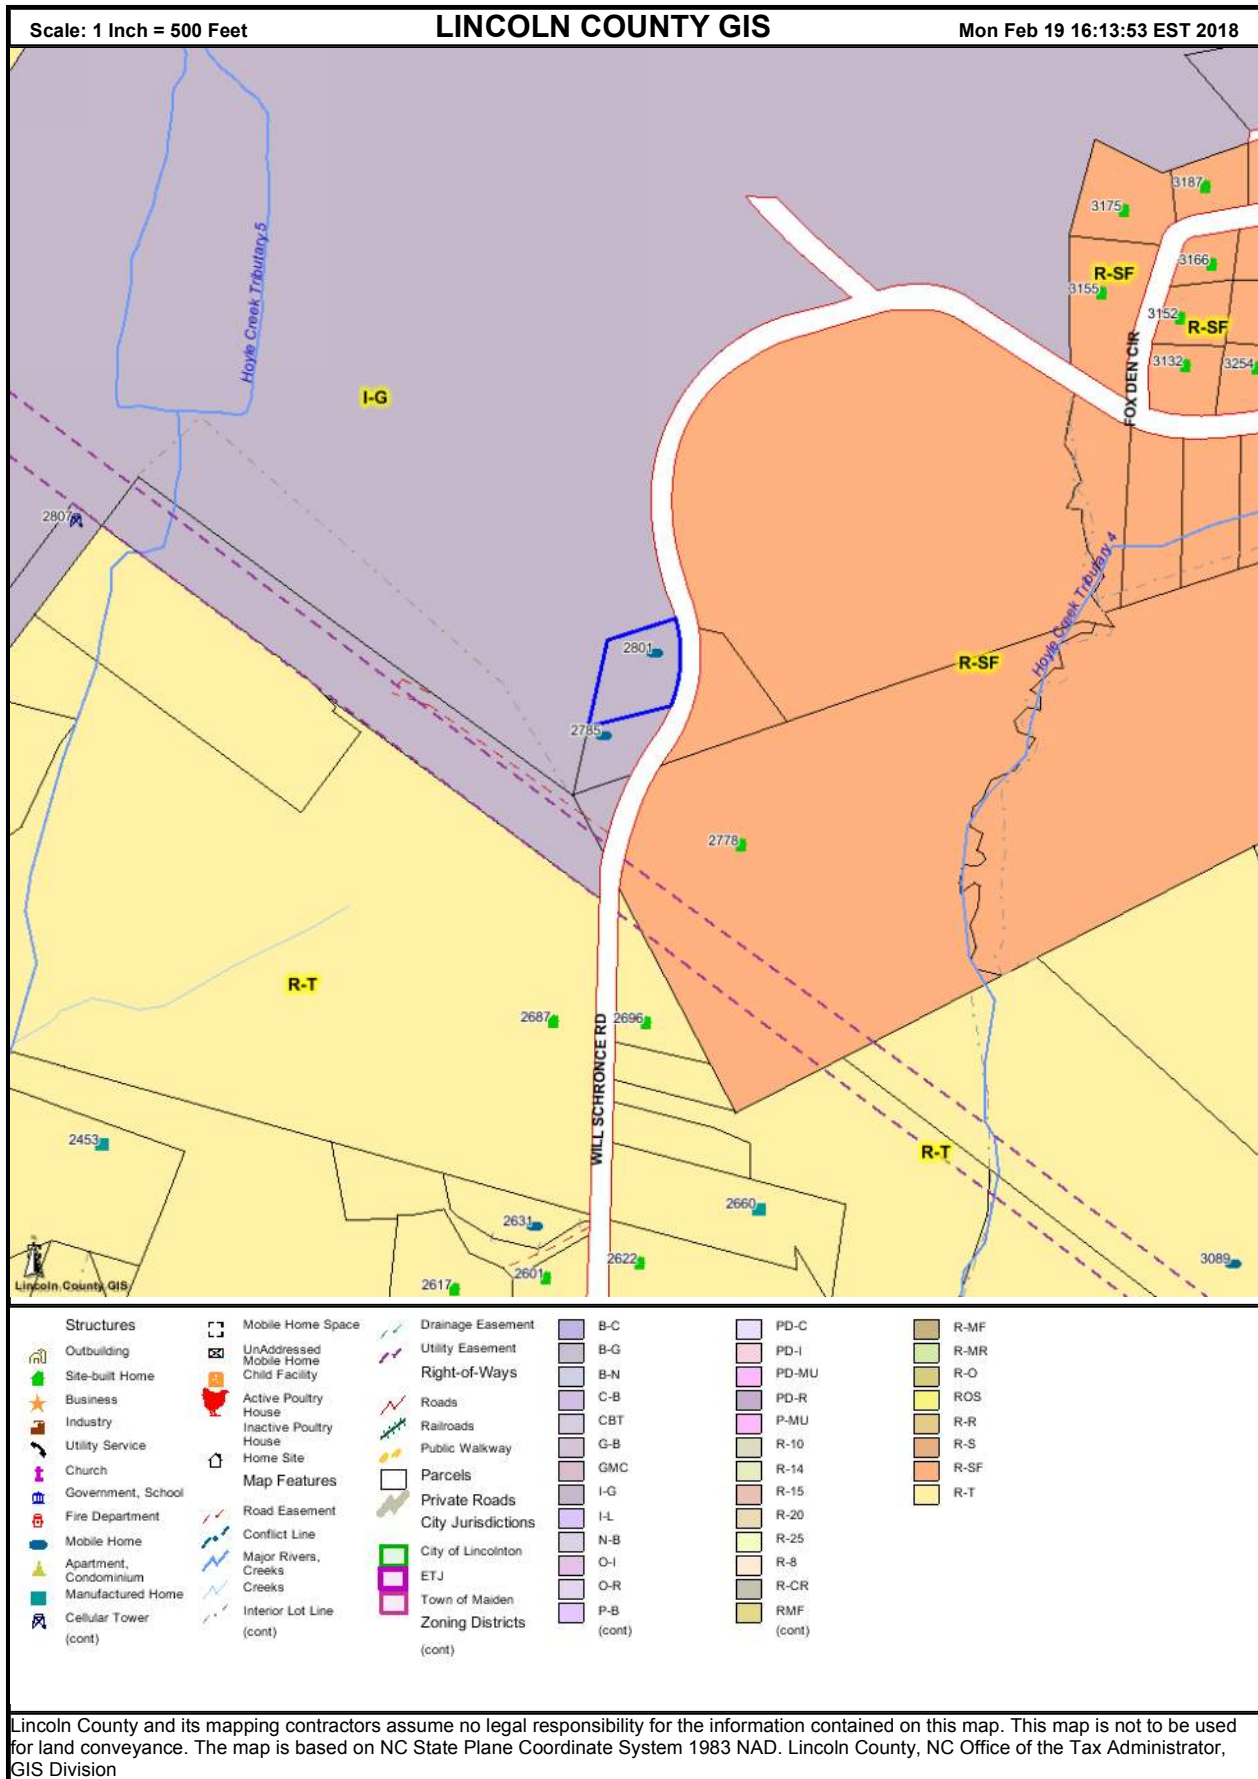 Scale: 1 Inch = 500 Feet
LINCOLN COUNTY GIS
Mon Feb 19 16:13:53 EST 2018
3187
3175
Hoyle Creek Tributary 5
3166
R-SF
3155
3152
R-SF
FOX DEN CIR
3132
3254
I-G
2807
Hoyle Creek Tributary 4
2801
R-SF
2785
2778
R-T
2687
2696
WILL SCHRONCE RD
2453
R-T
2660
2631
2622
3089
2601
2617
Lincoln County GIS
Structures
Outbuilding
Site-built Home
Business
Industry
Utility Service
Church
Government, School
Fire Department
Mobile Home
Apartment,
Condominium
Manufactured Home
Cellular Tower
(cont)
Mobile Home Space
UnAddressed
Mobile Home
Child Facility
Active Poultry
House
Inactive Poultry
House
Home Site
Map Features
Road Easement
Conflict Line
Major Rivers,
Creeks
Creeks
Interior Lot Line
(cont)
Drainage Easement
Utility Easement
Right-of-Ways
Roads
Railroads
Public Walkway
Parcels
Private Roads
City Jurisdictions
City of Lincolnton
ETJ
Town of Maiden
Zoning Districts
(cont)
B-C
B-G
B-N
C-B
CBT
G-B
GMC
I-G
I-L
N-B
O-I
O-R
P-B
(cont)
PD-C
PD-I
PD-MU
PD-R
P-MU
R-10
R-14
R-15
R-20
R-25
R-8
R-CR
RMF
(cont)
R-MF
R-MR
R-O
ROS
R-R
R-S
R-SF
R-T
Lincoln County and its mapping contractors assume no legal responsibility for the information contained on this map. This map is not to be used
for land conveyance. The map is based on NC State Plane Coordinate System 1983 NAD. Lincoln County, NC Office of the Tax Administrator,
GIS Division